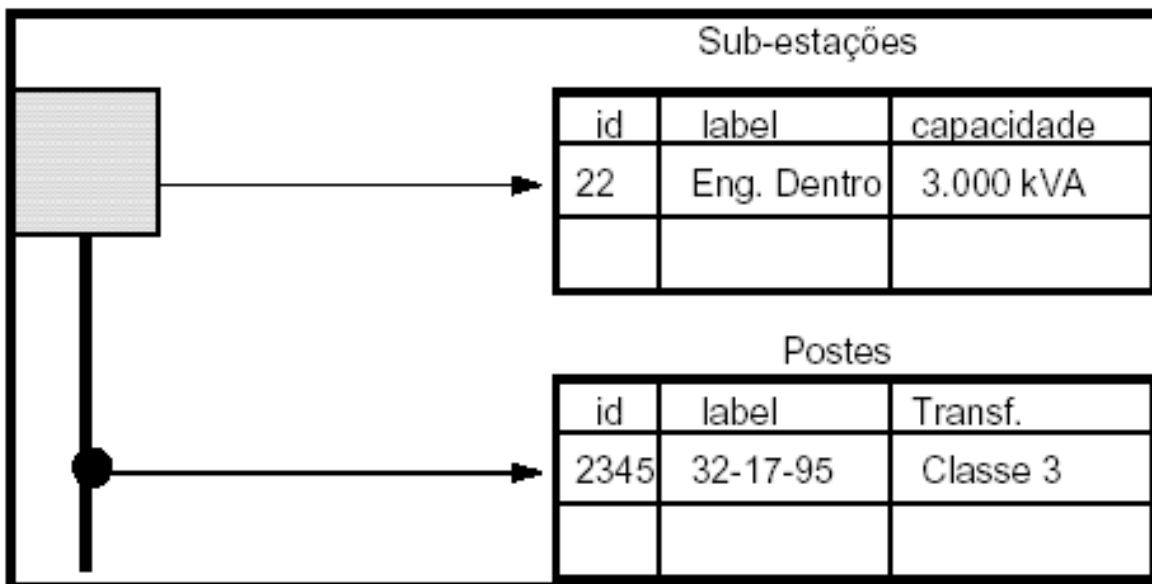 Sub-estações
id label capacidade
22 Eng. Dentro 3.000 kVA
Postes
id label Transf.
2345 32-17-95 Classe 3